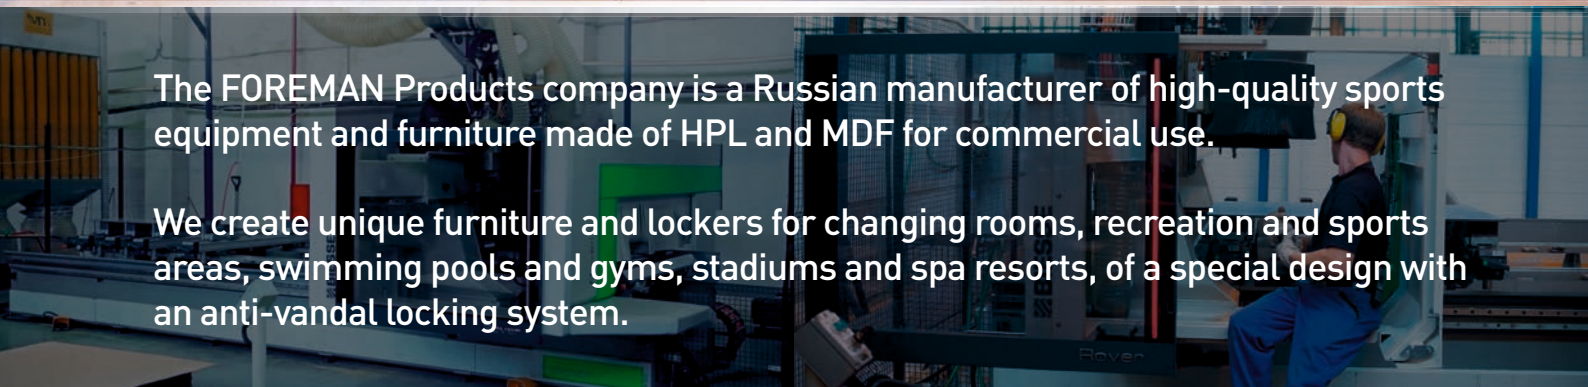 The FOREMAN Products company is a Russian manufacturer of high-quality sports
equipment and furniture made of HPL and MDF for commercial use.
We create unique furniture and lockers for changing rooms, recreation and sports
areas, swimming pools and gyms, stadiums and spa resorts, of a special design with
an anti-vandal locking system.
Rover